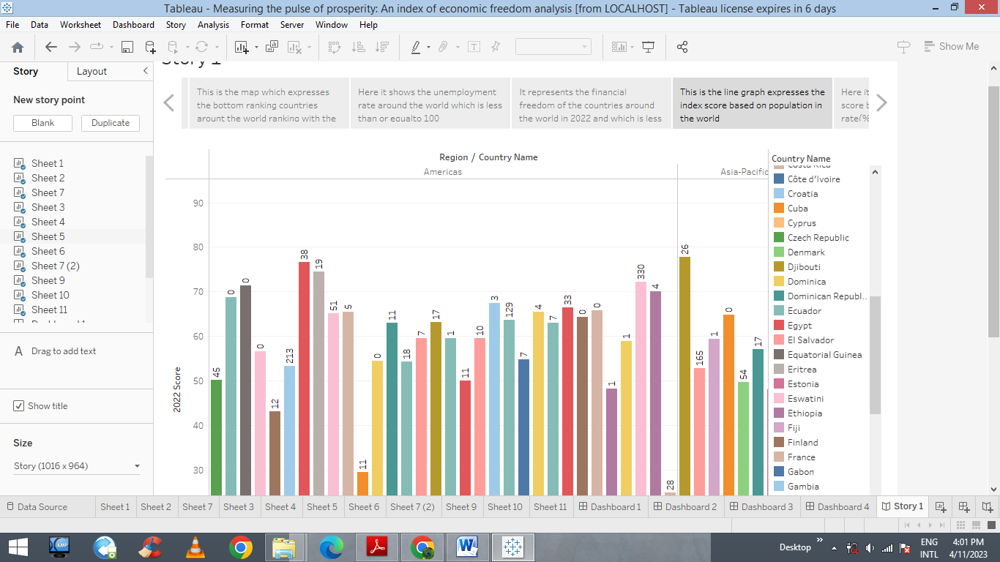 Tableau - Measuring the pulse of prosperity: An index of economic freedom analysis [from LOCALHOST] - Tableau license expires in 6 days
File Data Worksheet Dashboard Story Analysis Format Server Window Help
Show Me
Story Layout
New story point
Blank Duplicate
Sheet 1
Sheet 2
Sheet 7
Sheet 3
Sheet 4
Sheet 5
Sheet 6
Sheet 7 (2)
Sheet 9
Sheet 10
Sheet 11
Dashboard 1
A Drag to add text
Show title
Size
Story (1016 x 964)
Story 1
This is the map which expresses
the bottom ranking countries
arount the world ranking with the
Here it shows the unemployment
rate around the world which is less
than or equalto 100
It represents the financial
freedom of the countries around
the world in 2022 and which is less
This is the line graph expresses the
index score based on population in
the world
Here it
score b
rate(%
Region / Country Name
Americas Asia-Pacific
2022 Score
90
80
70
60
50
40
30
45 0 0 0 12 213 38 19 51 5 11 0 11 18 7 17 1 11 10 3 129 7 4 7 33 0 0 1 1 330 4 28 26 165 1 0 54 17
Country Name
Costa Rica
Côte d'Ivoire
Croatia
Cuba
Cyprus
Czech Republic
Denmark
Djibouti
Dominica
Dominican Republ..
Ecuador
Egypt
El Salvador
Equatorial Guinea
Eritrea
Estonia
Eswatini
Ethiopia
Fiji
Finland
France
Gabon
Gambia
Data Source Sheet 1 Sheet 2 Sheet 7 Sheet 3 Sheet 4 Sheet 5 Sheet 6 Sheet 7 (2) Sheet 9 Sheet 10 Sheet 11 Dashboard 1 Dashboard 2 Dashboard 3 Dashboard 4 Story 1
KMP
Desktop
ENG
INTL
4:01 PM
4/11/2023